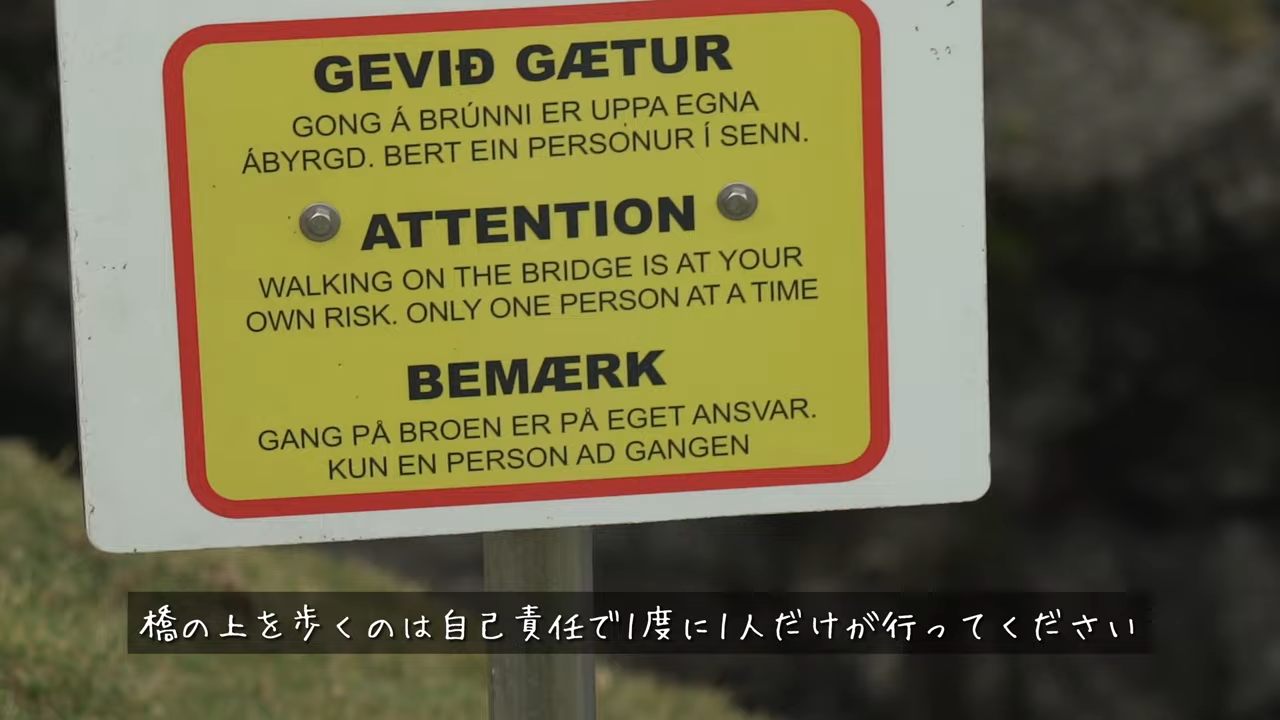 GEVIÐ GÆTUR
GONG Á BRÚNNI ER UPPA EGNA
ÁBYRGD. BERT EIN PERSONUR Í SENN.
ATTENTION
WALKING ON THE BRIDGE IS AT YOUR
OWN RISK. ONLY ONE PERSON AT A TIME
BEMÆRK
GANG PÅ BROEN ER PÅ EGET ANSVAR.
KUN EN PERSON AD GANGEN
橋の上を歩くのは自己責任で1度に1人だけが行ってください